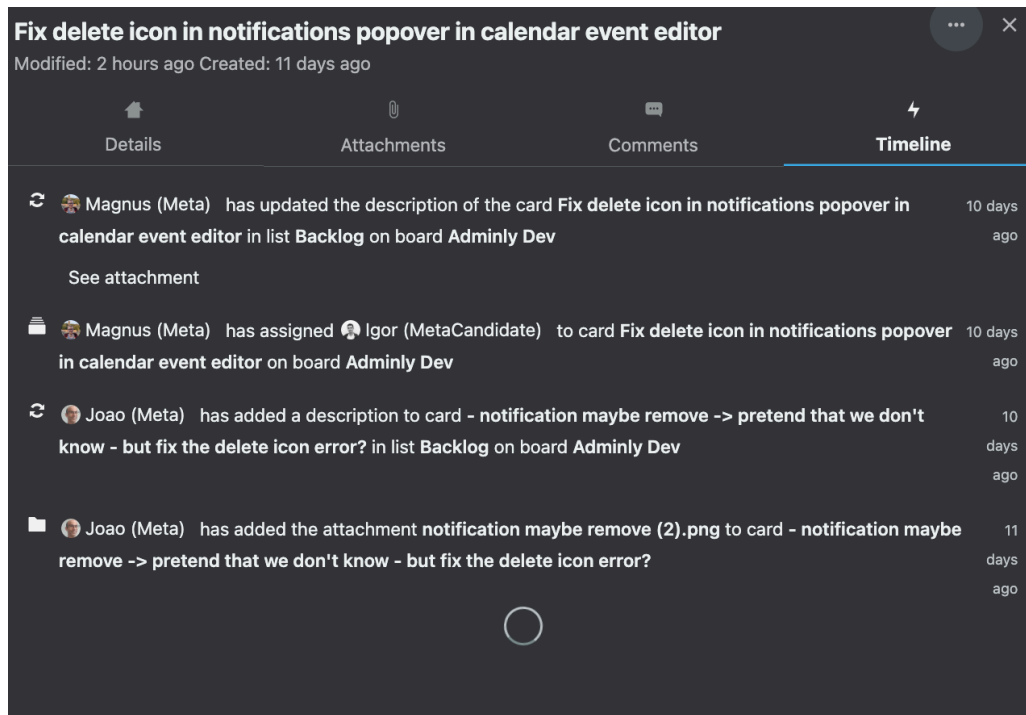 Fix delete icon in notifications popover in calendar event editor
Modified: 2 hours ago Created: 11 days ago
Details
Attachments
Comments
Timeline
Magnus (Meta) has updated the description of the card Fix delete icon in notifications popover in
calendar event editor in list Backlog on board Adminly Dev
10 days
ago
See attachment
Magnus (Meta) has assigned Igor (MetaCandidate) to card Fix delete icon in notifications popover
in calendar event editor on board Adminly Dev
10 days
ago
Joao (Meta) has added a description to card - notification maybe remove -> pretend that we don't
know - but fix the delete icon error? in list Backlog on board Adminly Dev
10
days
ago
Joao (Meta) has added the attachment notification maybe remove (2).png to card - notification maybe
remove -> pretend that we don't know - but fix the delete icon error?
11
days
ago